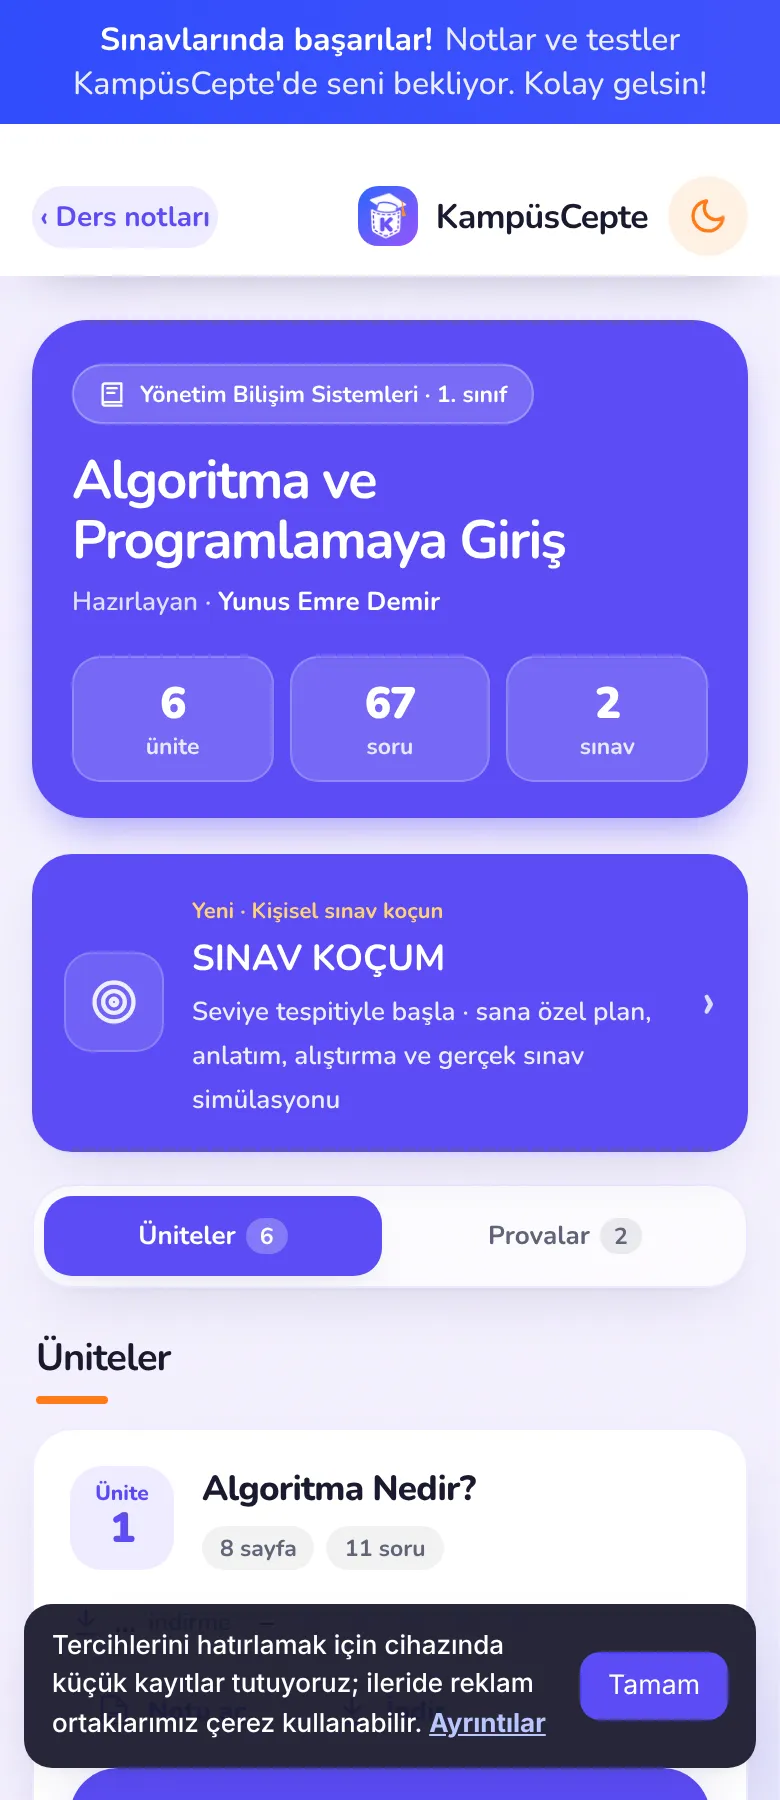 Sınavlarında başarılar! Notlar ve testler
KampüsCepte'de seni bekliyor. Kolay gelsin!
‹ Ders notları
K
KampüsCepte
Yönetim Bilişim Sistemleri · 1. sınıf
Algoritma ve
Programlamaya Giriş
Hazırlayan · Yunus Emre Demir
6
ünite
67
soru
2
sınav
Yeni · Kişisel sınav koçun
SINAV KOÇUM
Seviye tespitiyle başla · sana özel plan,
anlatım, alıştırma ve gerçek sınav
simülasyonu
›
Üniteler 6
Provalar 2
Üniteler
Ünite
1
Algoritma Nedir?
8 sayfa
11 soru
... indirme
Tercihlerini hatırlamak için cihazında
küçük kayıtlar tutuyoruz; ileride reklam
ortaklarımız çerez kullanabilir. Ayrıntılar
Tamam